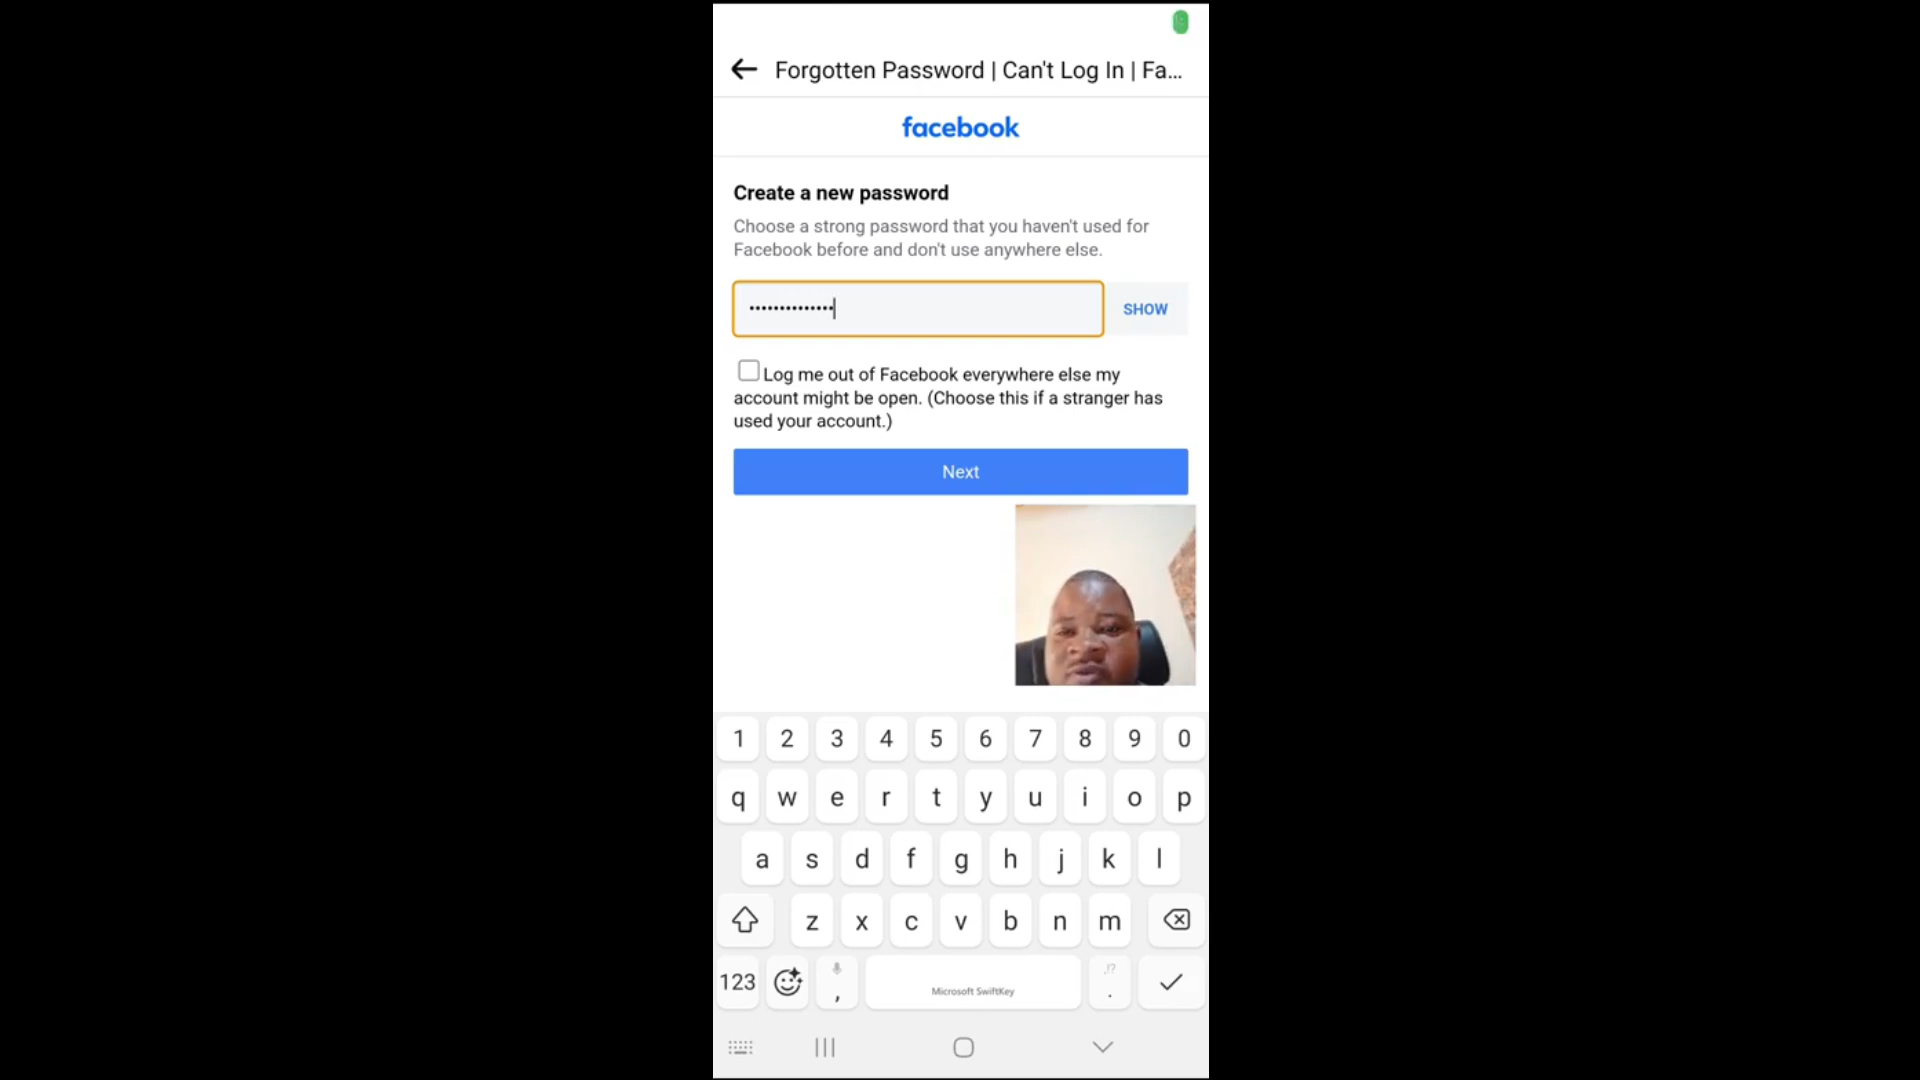 Forgotten Password | Can't Log In | Fa...
facebook
Create a new password
Choose a strong password that you haven't used for
Facebook before and don't use anywhere else.
••••••••••••••
SHOW
Log me out of Facebook everywhere else my
account might be open. (Choose this if a stranger has
used your account.)
Next
1 2 3 4 5 6 7 8 9 0
q w e r t y u i o p
a s d f g h j k l
z x c v b n m
123 , Microsoft SwiftKey ,!? .